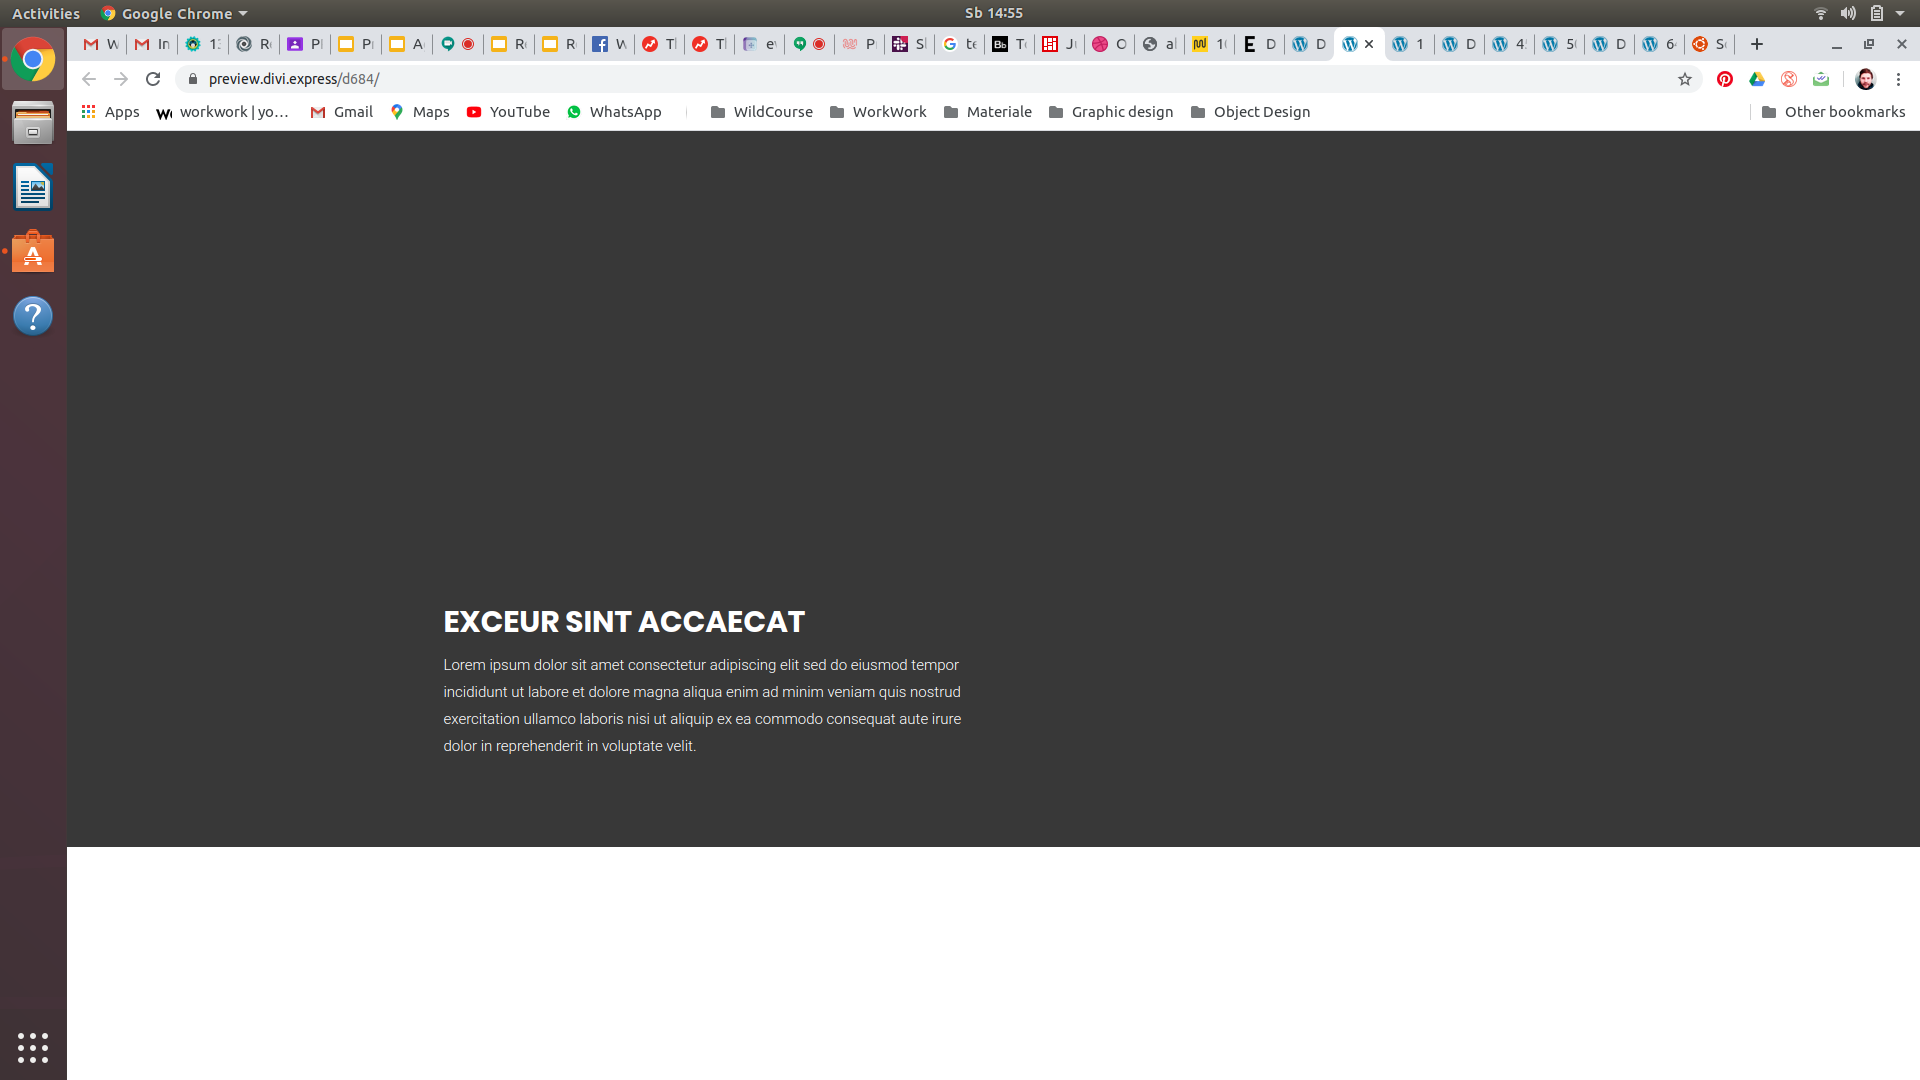 Activities Google Chrome Sb 14:55
preview.divi.express/d684/
Apps workwork | yo... Gmail Maps YouTube WhatsApp WildCourse WorkWork Materiale Graphic design Object Design Other bookmarks
EXCEUR SINT ACCAECAT
Lorem ipsum dolor sit amet consectetur adipiscing elit sed do eiusmod tempor
incididunt ut labore et dolore magna aliqua enim ad minim veniam quis nostrud
exercitation ullamco laboris nisi ut aliquip ex ea commodo consequat aute irure
dolor in reprehenderit in voluptate velit.